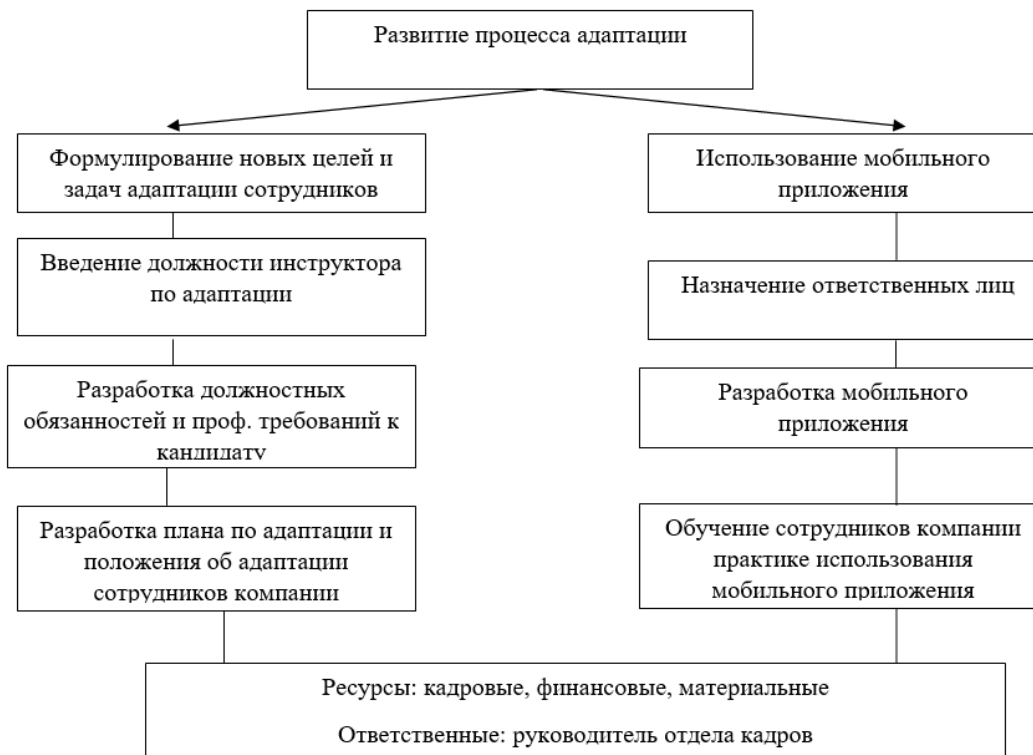 Развитие процесса адаптации
Формулирование новых целей и
задач адаптации сотрудников
Введение должности инструктора
по адаптации
Разработка должностных
обязанностей и проф. требований к
кандидату
Разработка плана по адаптации и
положения об адаптации
сотрудников компании
Использование мобильного
приложения
Назначение ответственных лиц
Разработка мобильного
приложения
Обучение сотрудников компании
практике использования
мобильного приложения
Ресурсы: кадровые, финансовые, материальные
Ответственные: руководитель отдела кадров